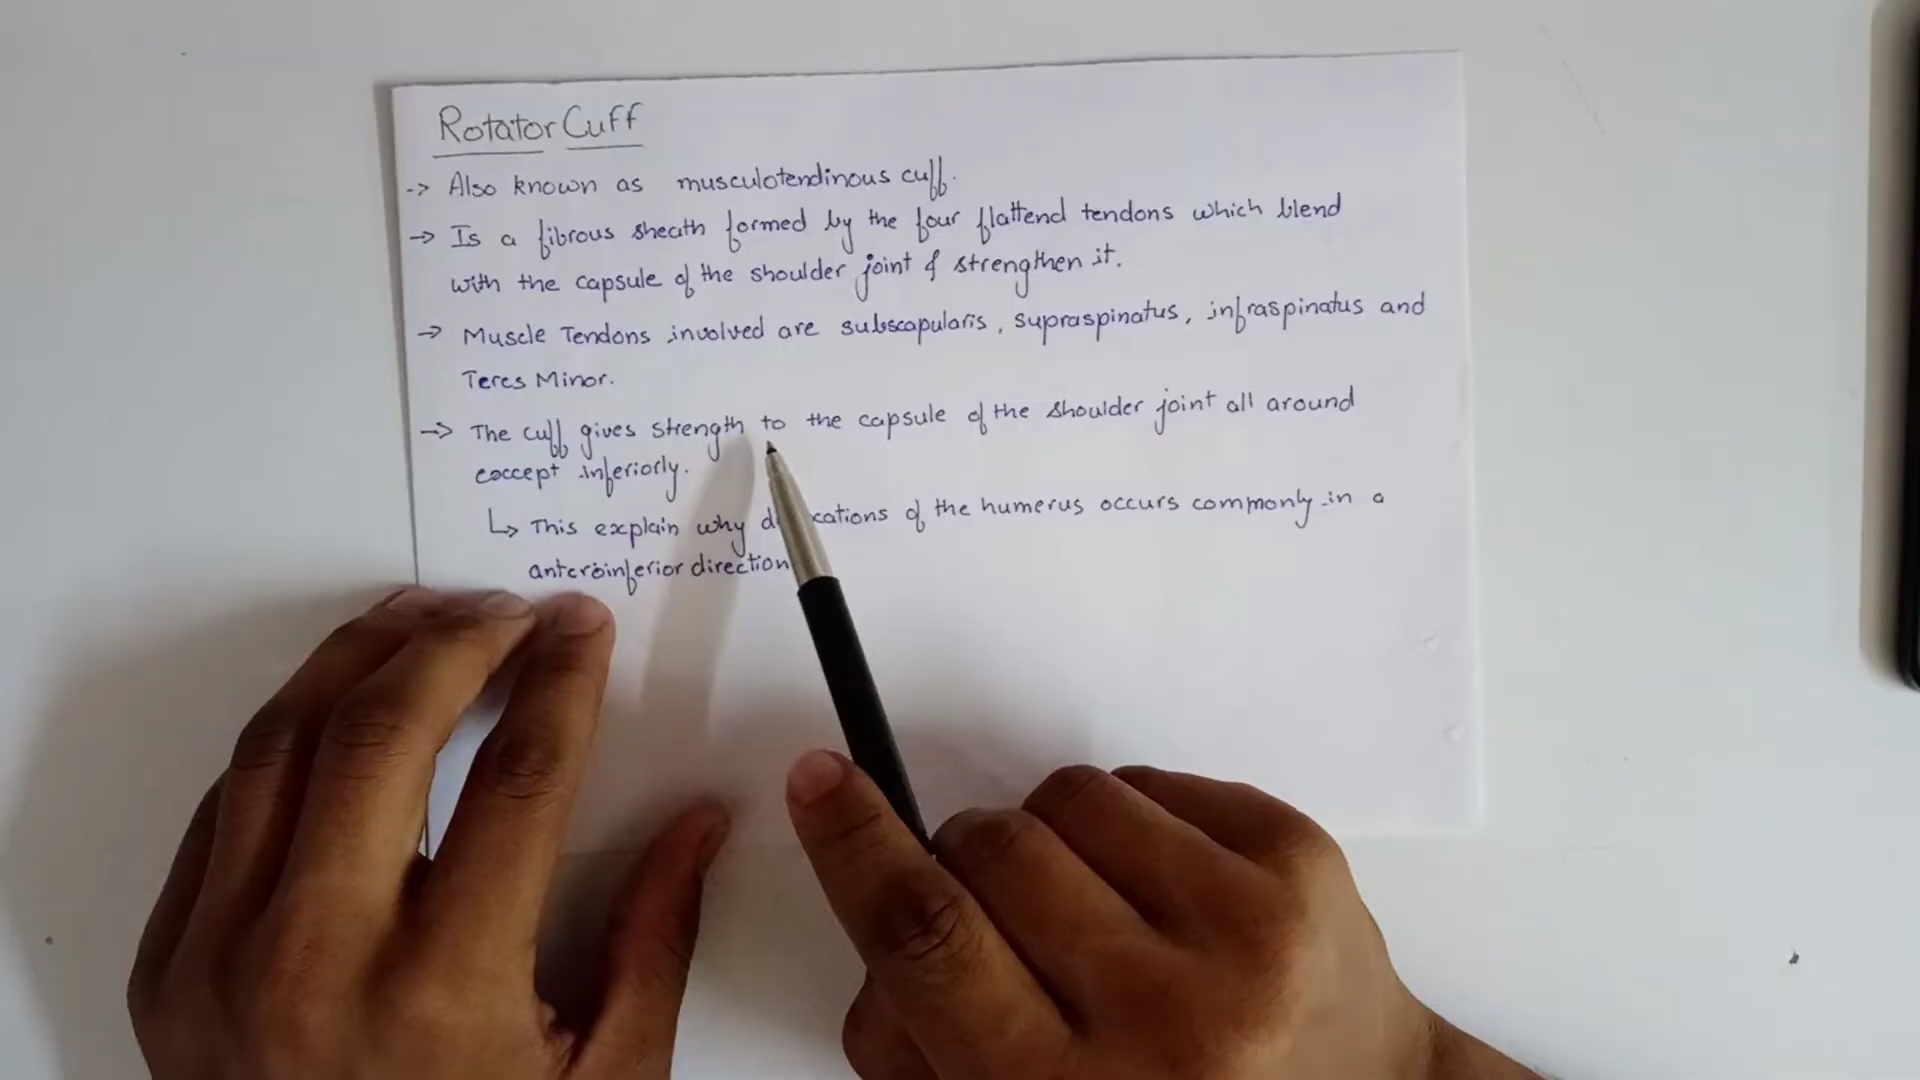 Rotator Cuff
-> Also known as musculotendinous cuff.
-> Is a fibrous sheath formed by the four flattend tendons which blend
with the capsule of the shoulder joint & strengthen it.
-> Muscle Tendons involved are subscapularis, supraspinatus, infraspinatus and
Teres Minor.
-> The cuff gives strength to the capsule of the shoulder joint all around
except inferiorly.
↳ This explain why of the humerus occurs commonly in a
anteroinferior direction